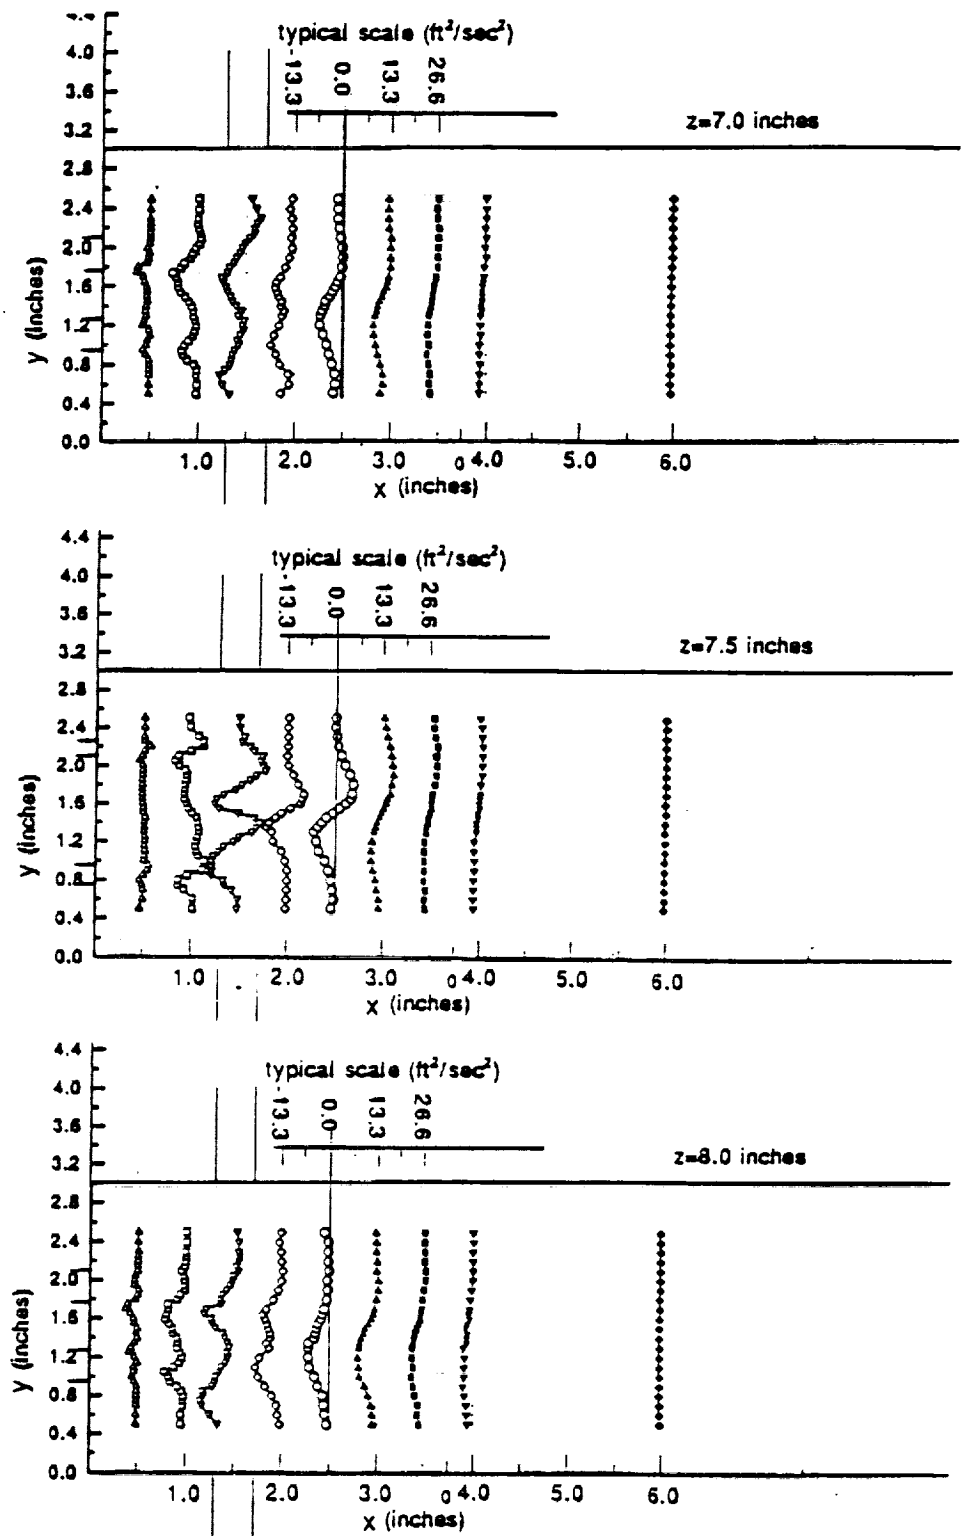 4.4
4.0
3.6
3.2
2.8
2.4
2.0
1.6
1.2
0.8
0.4
0.0
y (inches)
typical scale (ft²/sec²)
-13.3 0.0 13.3 26.6
z=7.0 inches
1.0 2.0 3.0 0 4.0 5.0 6.0
x (inches)
4.4
4.0
3.6
3.2
2.8
2.4
2.0
1.6
1.2
0.8
0.4
0.0
y (inches)
typical scale (ft²/sec²)
-13.3 0.0 13.3 26.6
z=7.5 inches
1.0 2.0 3.0 0 4.0 5.0 6.0
x (inches)
4.4
4.0
3.6
3.2
2.8
2.4
2.0
1.6
1.2
0.8
0.4
0.0
y (inches)
typical scale (ft²/sec²)
-13.3 0.0 13.3 26.6
z=8.0 inches
1.0 2.0 3.0 0 4.0 5.0 6.0
x (inches)